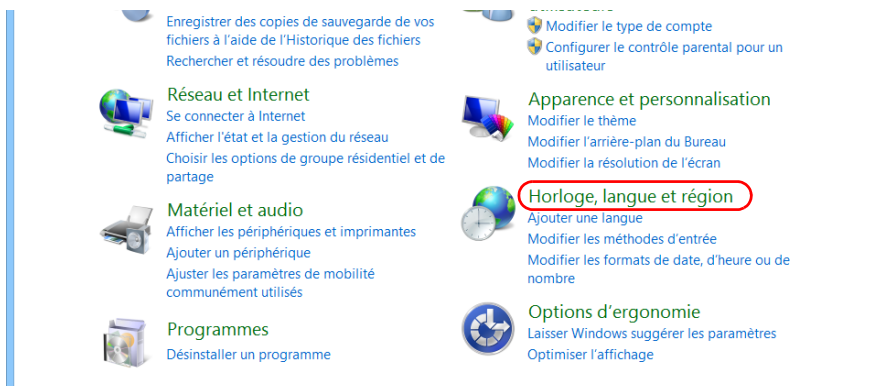 Enregistrer des copies de sauvegarde de vos
fichiers à l'aide de l'Historique des fichiers
Rechercher et résoudre des problèmes
Réseau et Internet
Se connecter à Internet
Afficher l'état et la gestion du réseau
Choisir les options de groupe résidentiel et de
partage
Matériel et audio
Afficher les périphériques et imprimantes
Ajouter un périphérique
Ajuster les paramètres de mobilité
communément utilisés
Programmes
Désinstaller un programme
Modifier le type de compte
Configurer le contrôle parental pour un
utilisateur
Apparence et personnalisation
Modifier le thème
Modifier l'arrière-plan du Bureau
Modifier la résolution de l'écran
Horloge, langue et région
Ajouter une langue
Modifier les méthodes d'entrée
Modifier les formats de date, d'heure ou de
nombre
Options d'ergonomie
Laisser Windows suggérer les paramètres
Optimiser l'affichage